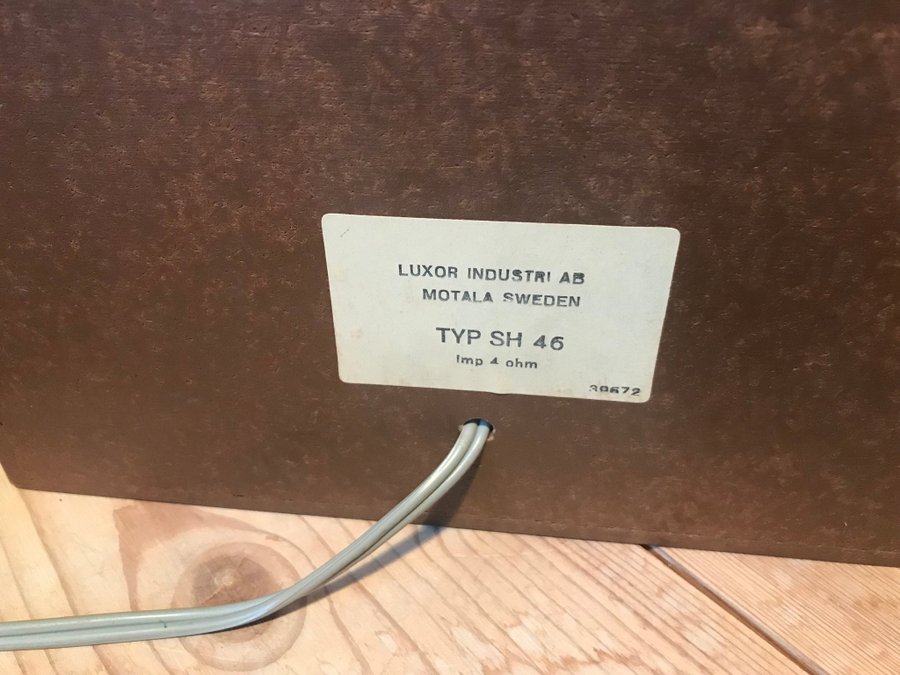 LUXOR INDUSTRI AB
MOTALA SWEDEN
TYP SH 46
Imp 4 ohm
39672